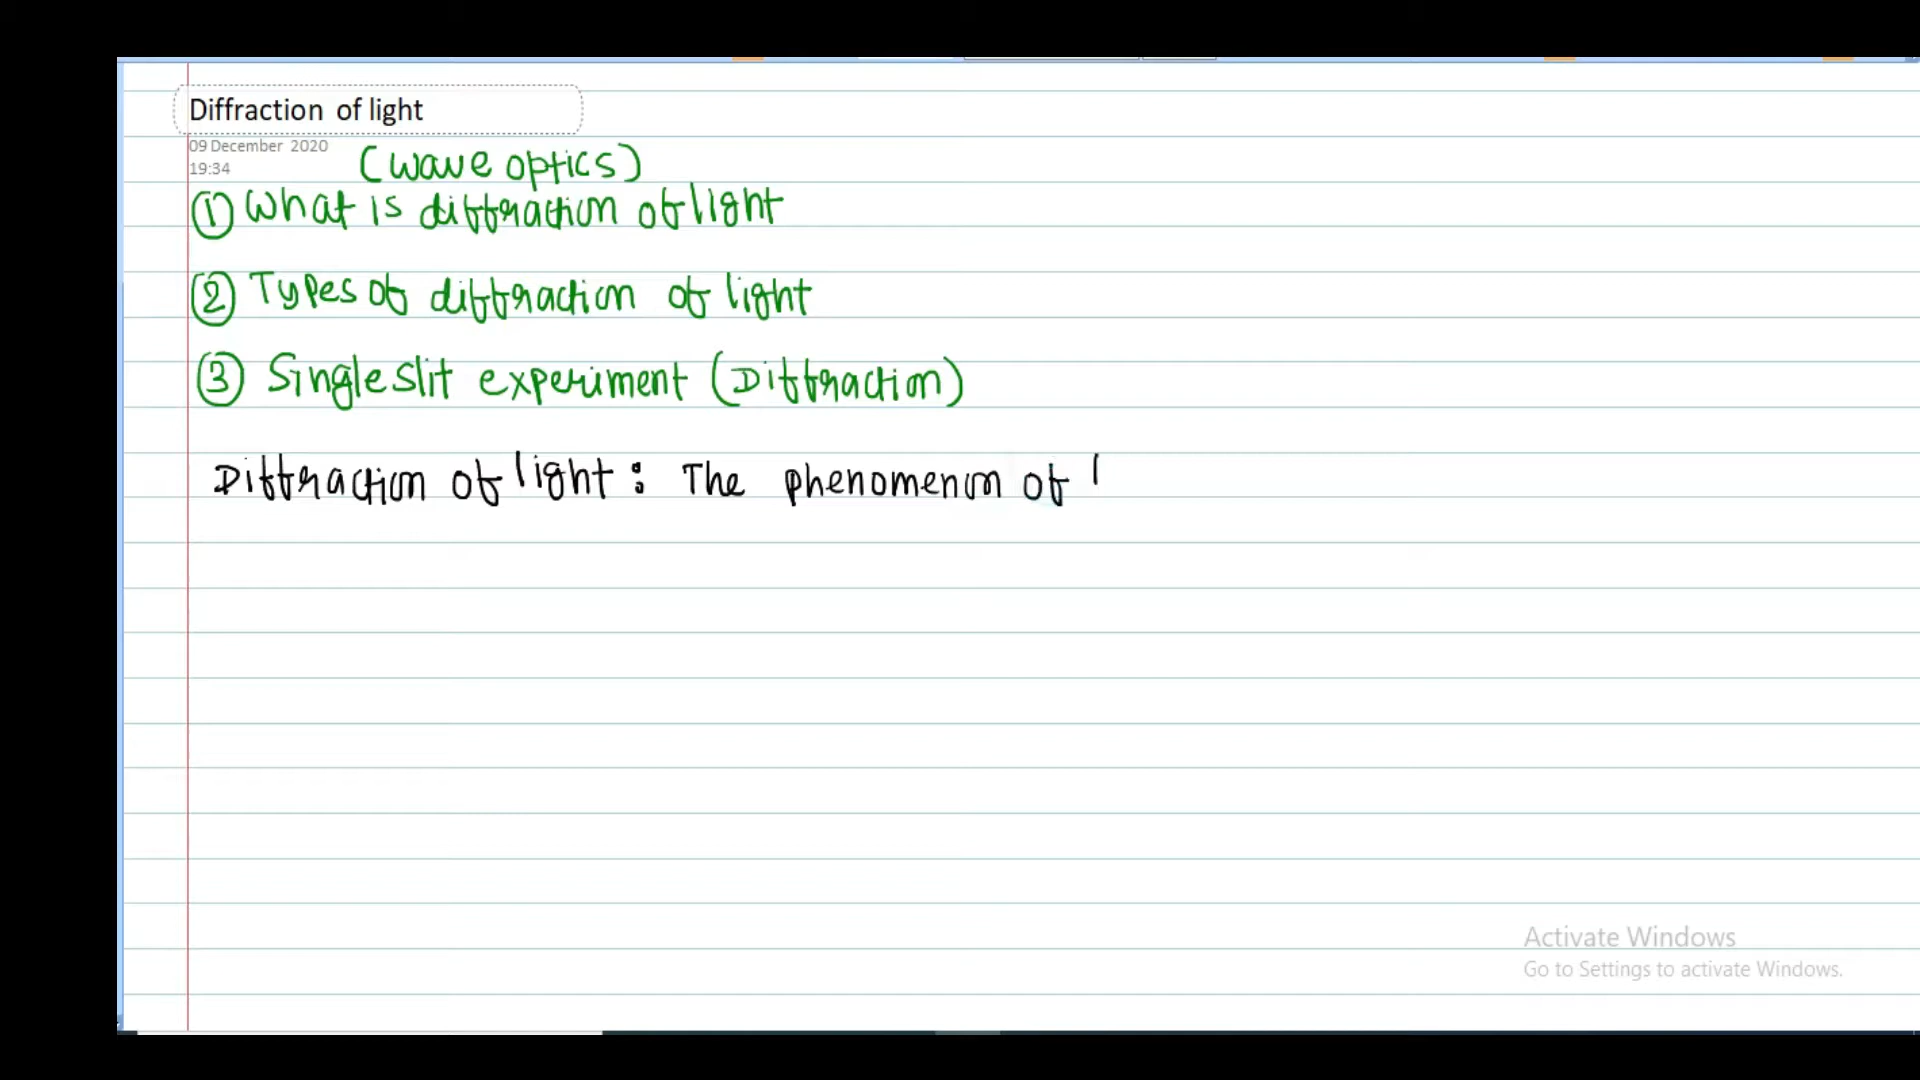 Diffraction of light
09 December 2020
19:34
(wave optics)
① What is diffraction of light
② Types of diffraction of light
③ Single slit experiment (Diffraction)
Diffraction of light : The phenomenon of l
Activate Windows
Go to Settings to activate Windows.